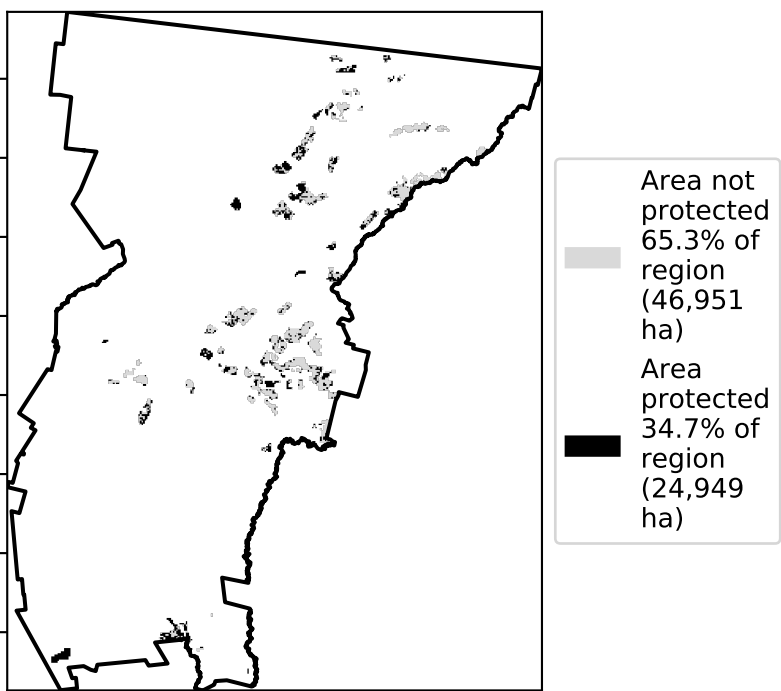 Area not
protected
65.3% of
region
(46,951
ha)
Area
protected
34.7% of
region
(24,949
ha)